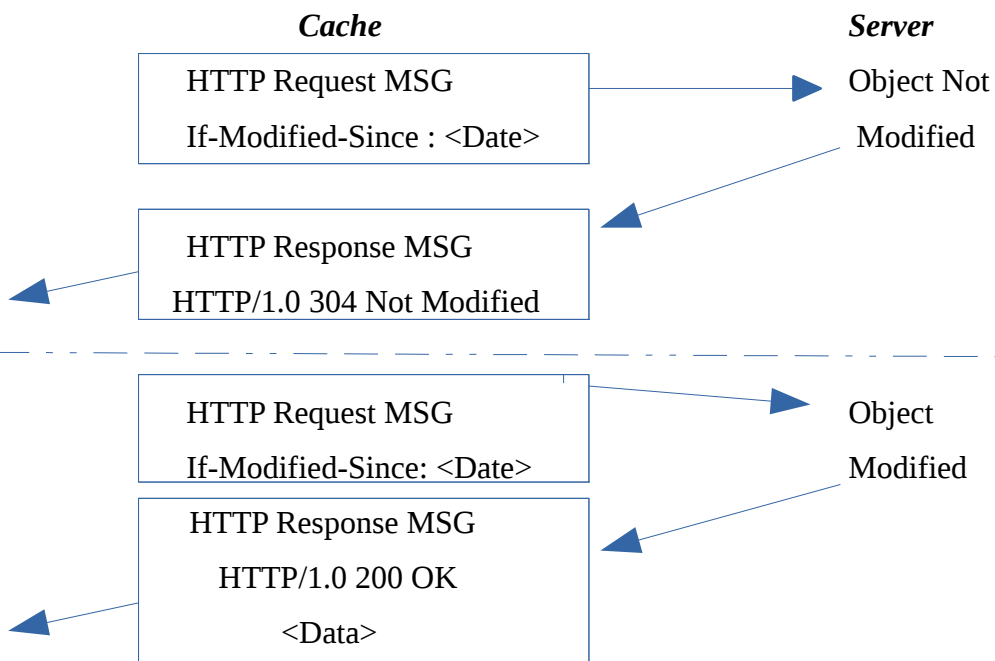 Cache
Server
HTTP Request MSG
If-Modified-Since : <Date>
Object Not
Modified
HTTP Response MSG
HTTP/1.0 304 Not Modified
HTTP Request MSG
If-Modified-Since: <Date>
Object
Modified
HTTP Response MSG
HTTP/1.0 200 OK
<Data>